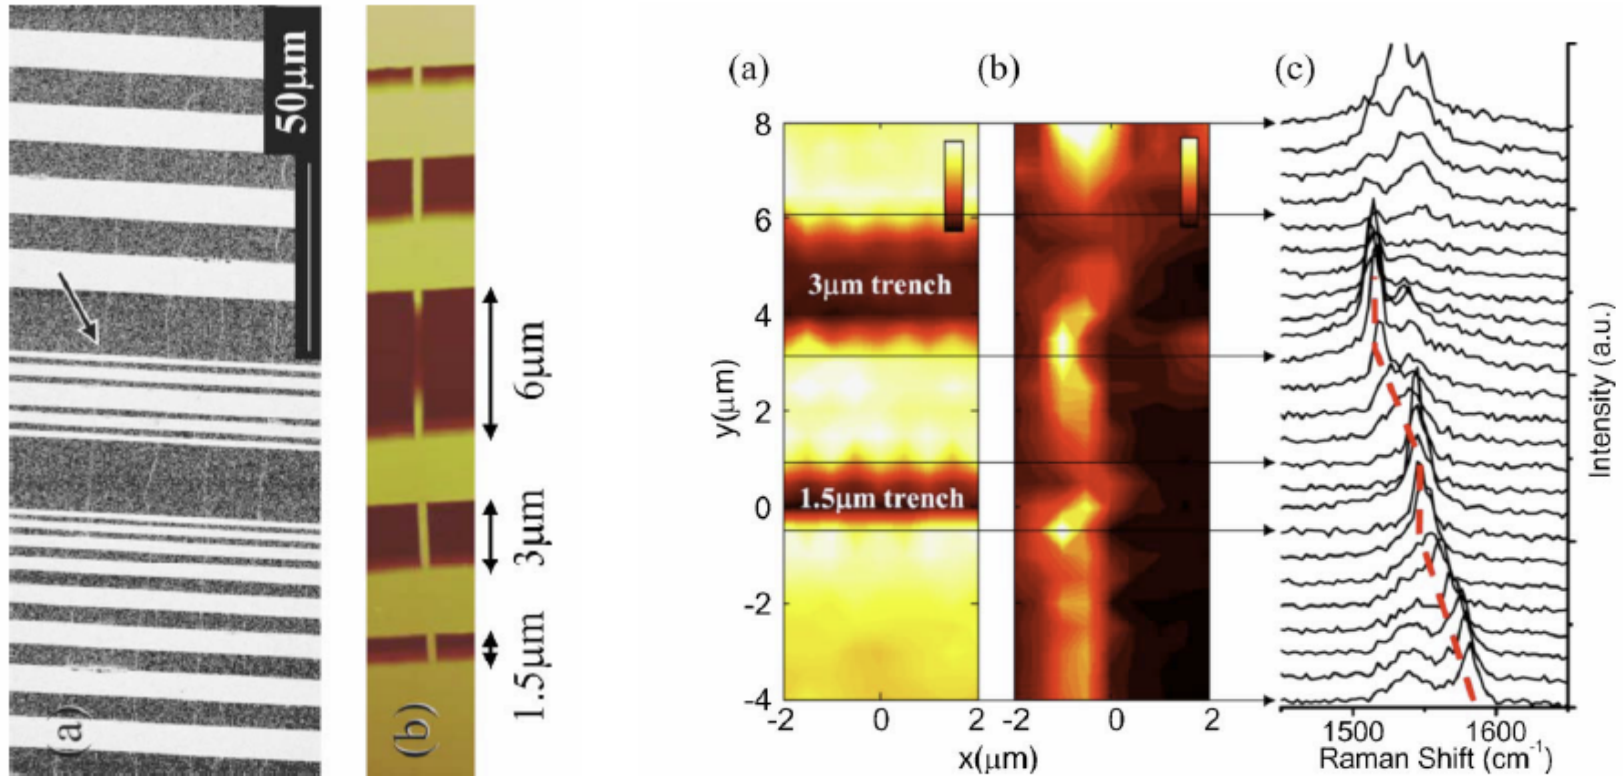 50μm
(a)
6μm
3μm
1.5μm
(b)
(a)
(b)
(c)
8
6
4
2
0
-2
-4
y(μm)
3μm trench
1.5μm trench
-2
0
2
-2
0
2
x(μm)
1500
1600
Raman Shift (cm⁻¹)
Intensity (a.u.)